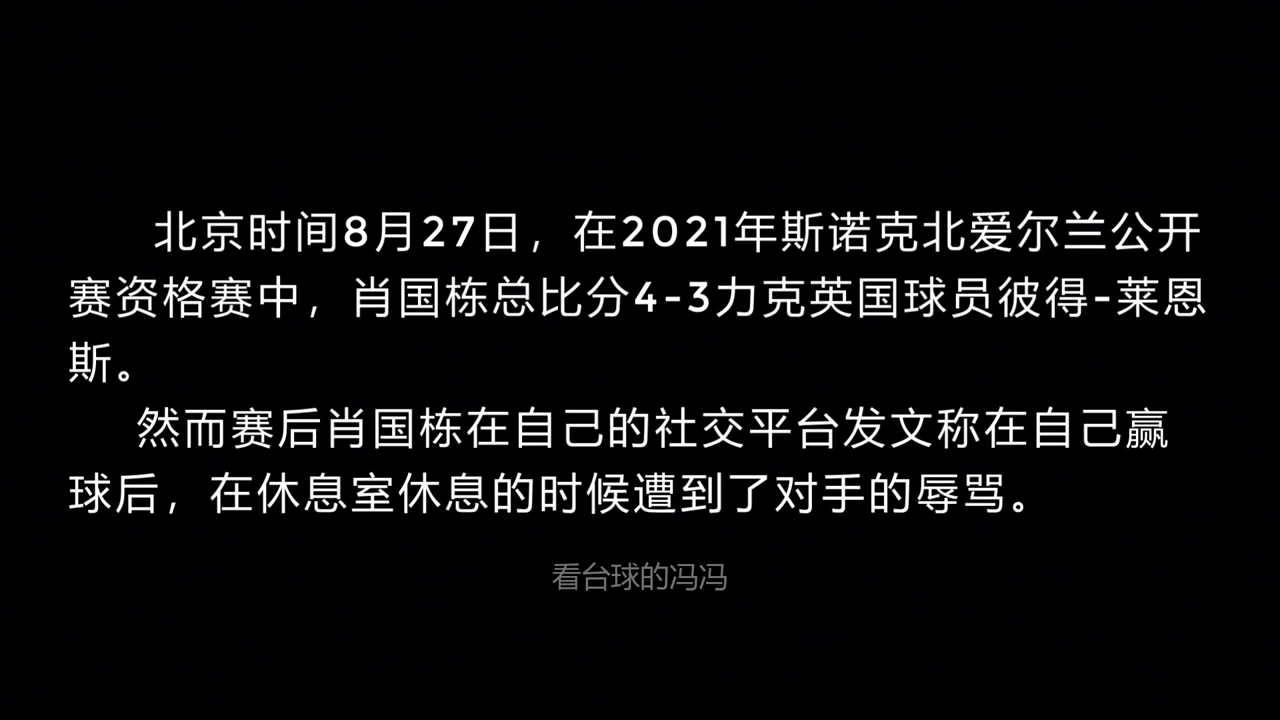 北京时间8月27日，在2021年斯诺克北爱尔兰公开
赛资格赛中，肖国栋总比分4-3力克英国球员彼得-莱恩
斯。
然而赛后肖国栋在自己的社交平台发文称在自己赢
球后，在休息室休息的时候遭到了对手的辱骂。
看台球的冯冯